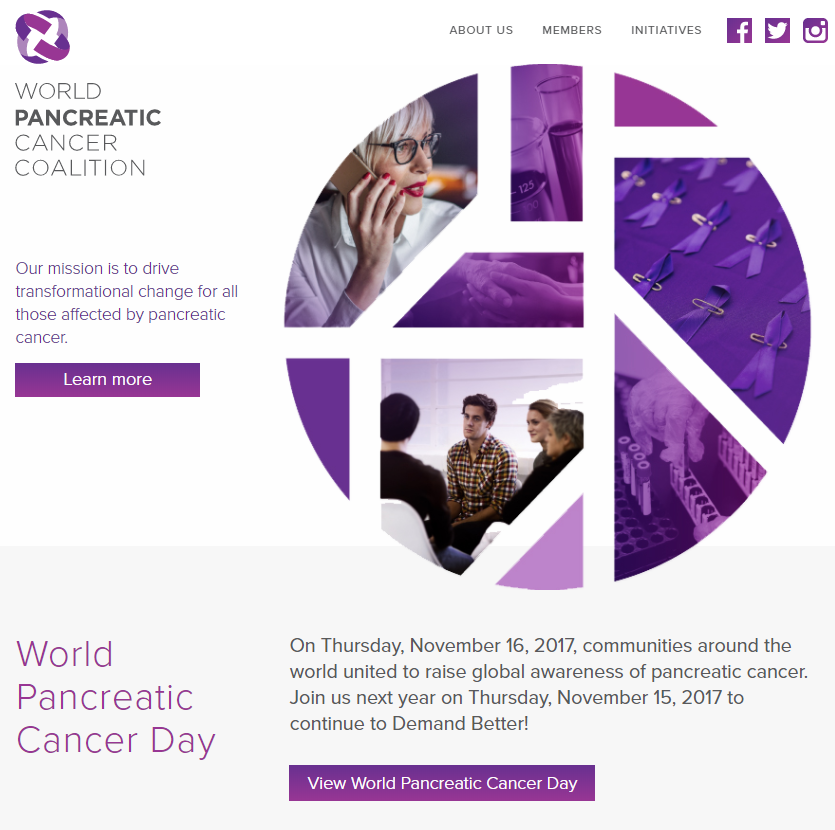 ABOUT US MEMBERS INITIATIVES
WORLD
PANCREATIC
CANCER
COALITION
125
100
Our mission is to drive
transformational change for all
those affected by pancreatic
cancer.
Learn more
World
Pancreatic
Cancer Day
On Thursday, November 16, 2017, communities around the
world united to raise global awareness of pancreatic cancer.
Join us next year on Thursday, November 15, 2017 to
continue to Demand Better!
View World Pancreatic Cancer Day